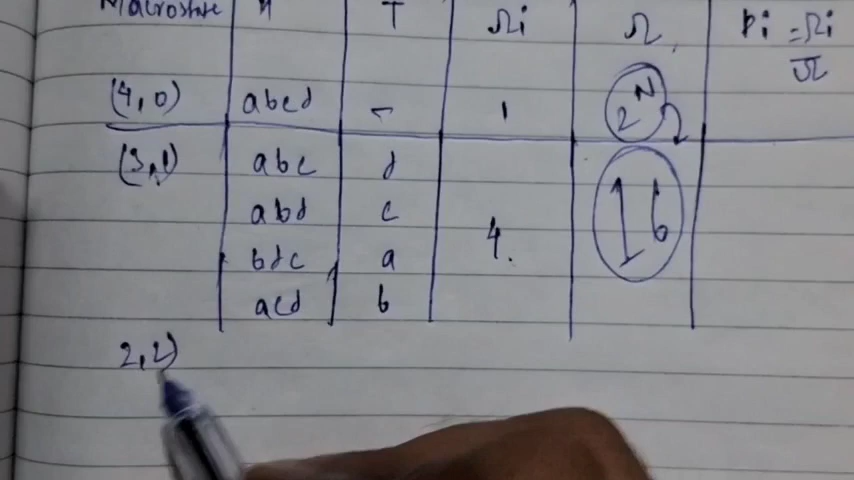 Macrostate H T Ωi Ω Pi = Ωi/Ω
(4,0) abcd - 1 2^N
(3,1) abc d
abd c
bdc a 4. 16
acd b
2,2)